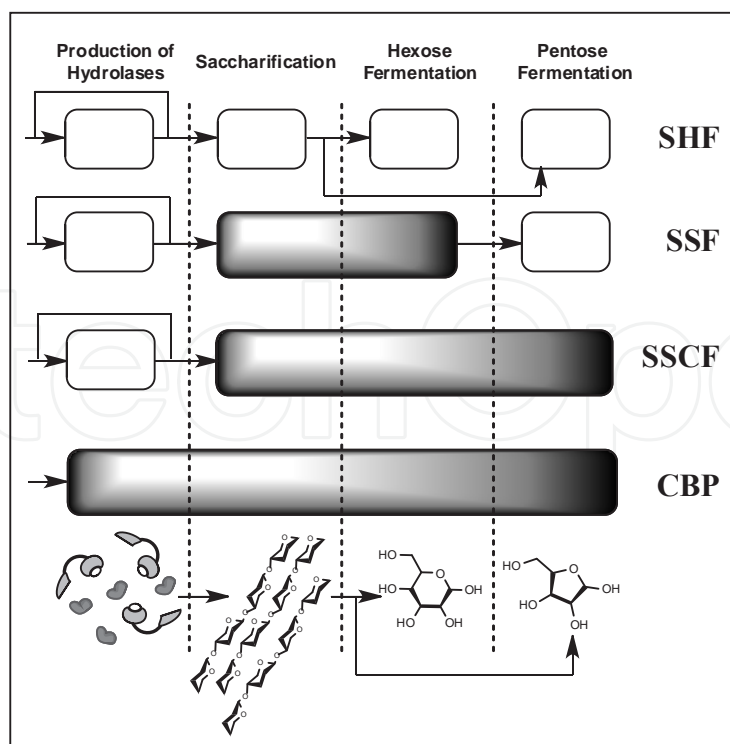 Production of
Hydrolases
Saccharification
Hexose
Fermentation
Pentose
Fermentation
SHF
SSF
SSCF
CBP
HO
O
HO
OH
HO
OH
HO
O
HO
OH
OH